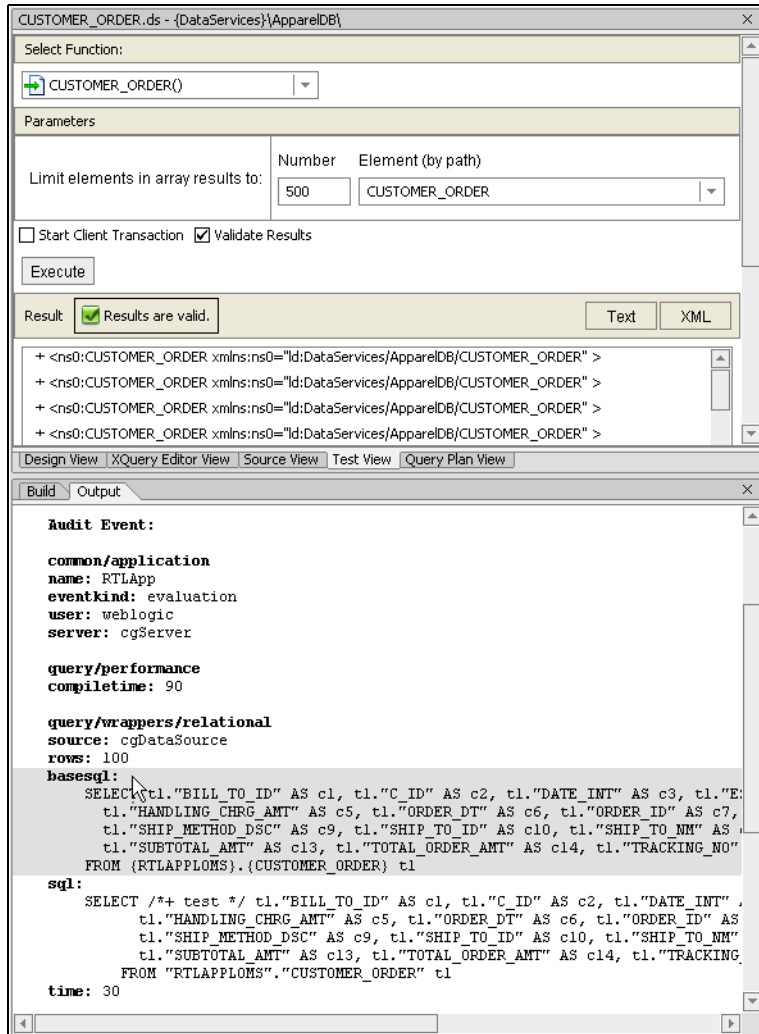 CUSTOMER_ORDER.ds - {DataServices}\ApparelDB\
Select Function:
CUSTOMER_ORDER()
Parameters
Limit elements in array results to:
Number Element (by path)
500 CUSTOMER_ORDER
Start Client Transaction Validate Results
Execute
Result Results are valid. Text XML
+ <ns0:CUSTOMER_ORDER xmlns:ns0="ld:DataServices/ApparelDB/CUSTOMER_ORDER" >
+ <ns0:CUSTOMER_ORDER xmlns:ns0="ld:DataServices/ApparelDB/CUSTOMER_ORDER" >
+ <ns0:CUSTOMER_ORDER xmlns:ns0="ld:DataServices/ApparelDB/CUSTOMER_ORDER" >
+ <ns0:CUSTOMER_ORDER xmlns:ns0="ld:DataServices/ApparelDB/CUSTOMER_ORDER" >
Design View XQuery Editor View Source View Test View Query Plan View
Build Output
Audit Event:
common/application
name: RTLApp
eventkind: evaluation
user: weblogic
server: cgServer
query/performance
compiletime: 90
query/wrappers/relational
source: cgDataSource
rows: 100
basesql:
SELECT t1."BILL_TO_ID" AS c1, t1."C_ID" AS c2, t1."DATE_INT" AS c3, t1."E
t1."HANDLING_CHRG_AMT" AS c5, t1."ORDER_DT" AS c6, t1."ORDER_ID" AS c7,
t1."SHIP_METHOD_DSC" AS c9, t1."SHIP_TO_ID" AS c10, t1."SHIP_TO_NM" AS
t1."SUBTOTAL_AMT" AS c13, t1."TOTAL_ORDER_AMT" AS c14, t1."TRACKING_NO"
FROM {RTLAPPLOMS}.{CUSTOMER_ORDER} t1
sql:
SELECT /*+ test */ t1."BILL_TO_ID" AS c1, t1."C_ID" AS c2, t1."DATE_INT"
t1."HANDLING_CHRG_AMT" AS c5, t1."ORDER_DT" AS c6, t1."ORDER_ID" AS
t1."SHIP_METHOD_DSC" AS c9, t1."SHIP_TO_ID" AS c10, t1."SHIP_TO_NM"
t1."SUBTOTAL_AMT" AS c13, t1."TOTAL_ORDER_AMT" AS c14, t1."TRACKING_
FROM "RTLAPPLOMS"."CUSTOMER_ORDER" t1
time: 30